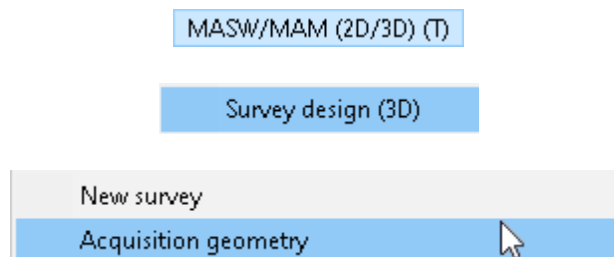 MASW/MAM (2D/3D) (T)
Survey design (3D)
New survey
Acquisition geometry